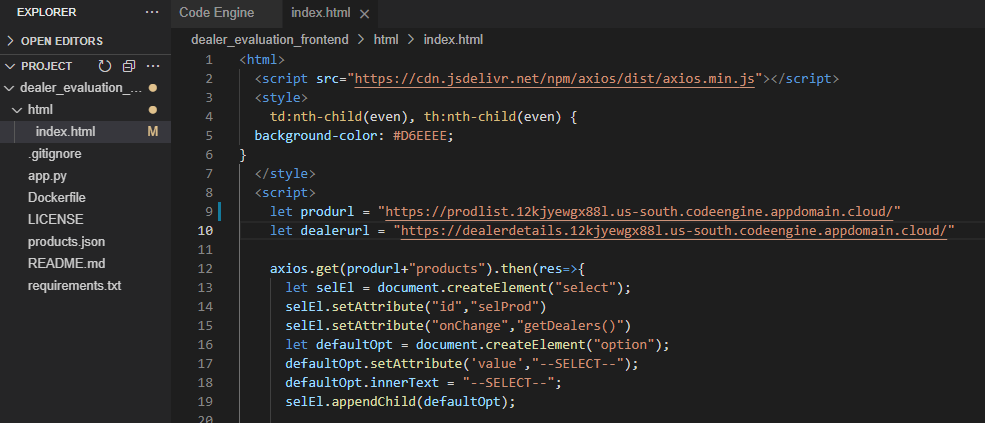 EXPLORER ...
Code Engine
index.html ×
OPEN EDITORS
PROJECT ...
dealer_evaluation_...
html
index.html M
.gitignore
app.py
Dockerfile
LICENSE
products.json
README.md
requirements.txt
dealer_evaluation_frontend > html > index.html
1 <html>
2 <script src="https://cdn.jsdelivr.net/npm/axios/dist/axios.min.js"></script>
3 <style>
4 td:nth-child(even), th:nth-child(even) {
5 background-color: #D6EEEE;
6 }
7 </style>
8 <script>
9 let produrl = "https://prodlist.12kjyewgx88l.us-south.codeengine.appdomain.cloud/"
10 let dealerurl = "https://dealerdetails.12kjyewgx88l.us-south.codeengine.appdomain.cloud/"
11
12 axios.get(produrl+"products").then(res=>{
13 let selEl = document.createElement("select");
14 selEl.setAttribute("id","selProd")
15 selEl.setAttribute("onChange","getDealers()")
16 let defaultOpt = document.createElement("option");
17 defaultOpt.setAttribute('value',"--SELECT--");
18 defaultOpt.innerText = "--SELECT--";
19 selEl.appendChild(defaultOpt);
20